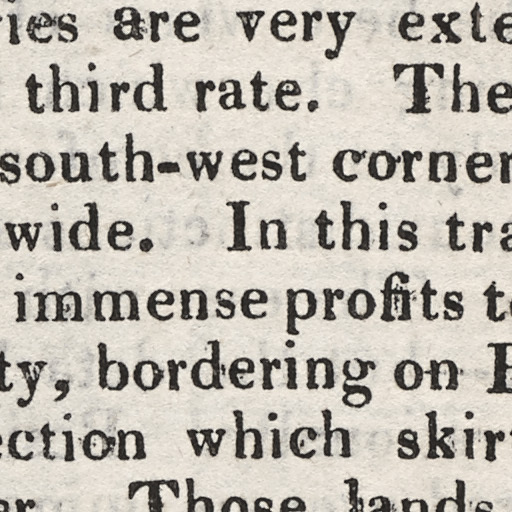 ries are very exte
third rate. The
south-west corner
wide. In this tra
immense profits t
ty, bordering on
ection which skir
Those lands